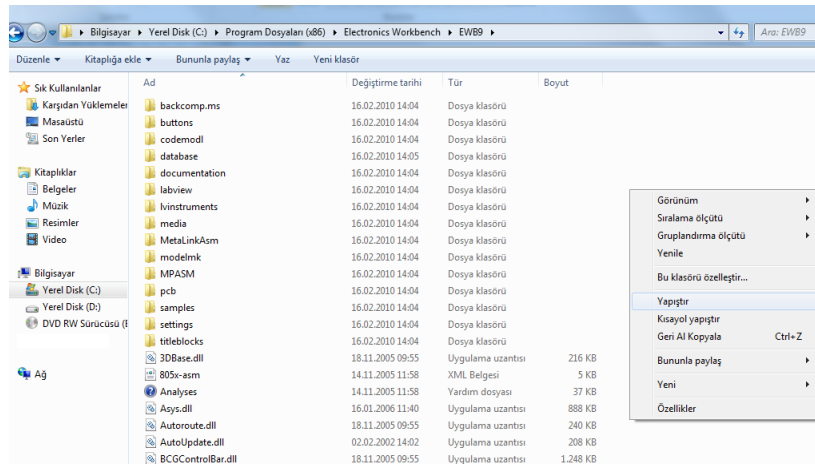 Bilgisayar ▸ Yerel Disk (C:) ▸ Program Dosyaları (x86) ▸ Electronics Workbench ▸ EWB9 ▸ Ara: EWB9
Düzenle Kitaplığa ekle Bununla paylaş Yaz Yeni klasör
Sık Kullanılanlar
Karşıdan Yüklemeler
Masaüstü
Son Yerler
Kitaplıklar
Belgeler
Müzik
Resimler
Video
Bilgisayar
Yerel Disk (C:)
Yerel Disk (D:)
DVD RW Sürücüsü (E
Ağ
Ad Değiştirme tarihi Tür Boyut
backcomp.ms 16.02.2010 14:04 Dosya klasörü
buttons 16.02.2010 14:04 Dosya klasörü
codemodl 16.02.2010 14:04 Dosya klasörü
database 16.02.2010 14:05 Dosya klasörü
documentation 16.02.2010 14:04 Dosya klasörü
labview 16.02.2010 14:04 Dosya klasörü
lvinstruments 16.02.2010 14:04 Dosya klasörü
media 16.02.2010 14:04 Dosya klasörü
MetaLinkAsm 16.02.2010 14:04 Dosya klasörü
modelmk 16.02.2010 14:04 Dosya klasörü
MPASM 16.02.2010 14:04 Dosya klasörü
pcb 16.02.2010 14:04 Dosya klasörü
samples 16.02.2010 14:04 Dosya klasörü
settings 16.02.2010 14:04 Dosya klasörü
titleblocks 16.02.2010 14:04 Dosya klasörü
3DBase.dll 18.11.2005 09:55 Uygulama uzantısı 216 KB
805x-asm 14.11.2005 11:58 XML Belgesi 5 KB
Analyses 14.11.2005 11:58 Yardım dosyası 37 KB
Asys.dll 16.01.2006 11:40 Uygulama uzantısı 888 KB
Autoroute.dll 18.11.2005 09:55 Uygulama uzantısı 240 KB
AutoUpdate.dll 02.02.2002 14:02 Uygulama uzantısı 208 KB
BCGControlBar.dll 18.11.2005 09:55 Uygulama uzantısı 1.248 KB
Görünüm
Sıralama ölçütü
Gruplandırma ölçütü
Yenile
Bu klasörü özelleştir...
Yapıştır
Kısayol yapıştır
Geri Al Kopyala Ctrl+Z
Bununla paylaş
Yeni
Özellikler